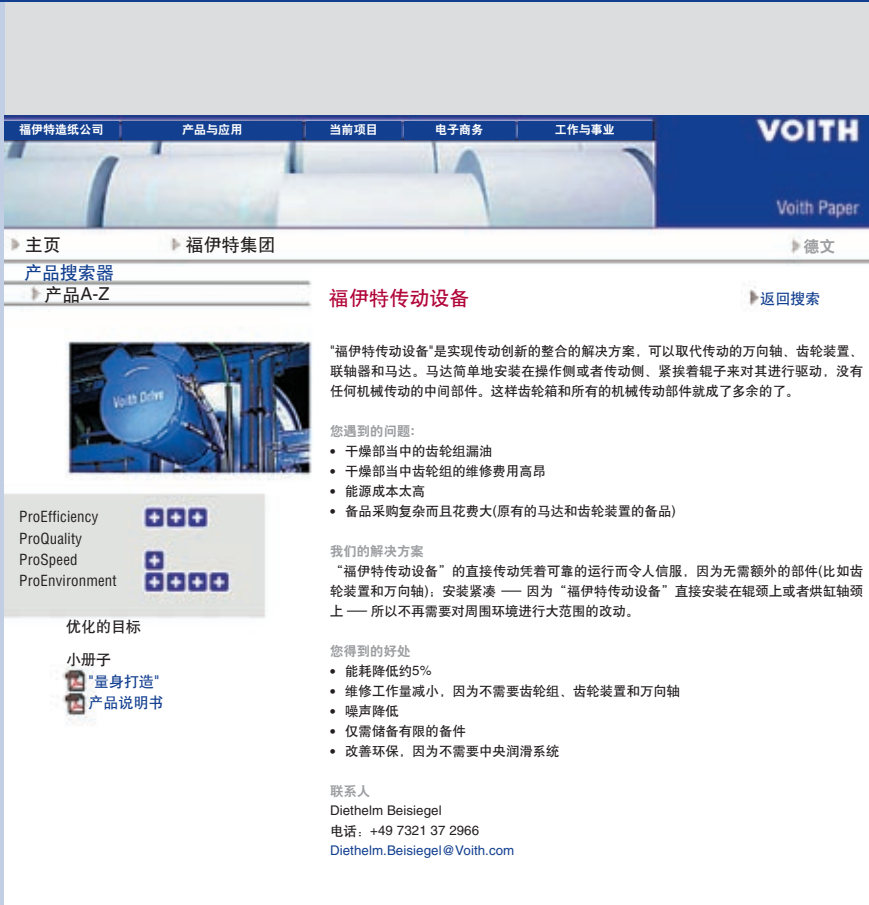 福伊特造纸公司 产品与应用 当前项目 电子商务 工作与事业
VOITH
Voith Paper
主页 福伊特集团 德文
产品搜索器
产品A-Z
福伊特传动设备 返回搜索
"福伊特传动设备"是实现传动创新的整合的解决方案，可以取代传动的万向轴、齿轮装置、
联轴器和马达。马达简单地安装在操作侧或者传动侧、紧挨着辊子来对其进行驱动，没有
任何机械传动的中间部件。这样齿轮箱和所有的机械传动部件就成了多余的了。
Voith Drive
您遇到的问题:
• 干燥部当中的齿轮组漏油
• 干燥部当中齿轮组的维修费用高昂
• 能源成本太高
• 备品采购复杂而且花费大(原有的马达和齿轮装置的备品)
ProEfficiency
ProQuality
ProSpeed
ProEnvironment
优化的目标
小册子
"量身打造"
产品说明书
我们的解决方案
“福伊特传动设备”的直接传动凭着可靠的运行而令人信服，因为无需额外的部件(比如齿
轮装置和万向轴)；安装紧凑 — 因为“福伊特传动设备”直接安装在辊颈上或者烘缸轴颈
上 — 所以不再需要对周围环境进行大范围的改动。
您得到的好处
• 能耗降低约5%
• 维修工作量减小，因为不需要齿轮组、齿轮装置和万向轴
• 噪声降低
• 仅需储备有限的备件
• 改善环保，因为不需要中央润滑系统
联系人
Diethelm Beisiegel
电话：+49 7321 37 2966
Diethelm.Beisiegel@Voith.com